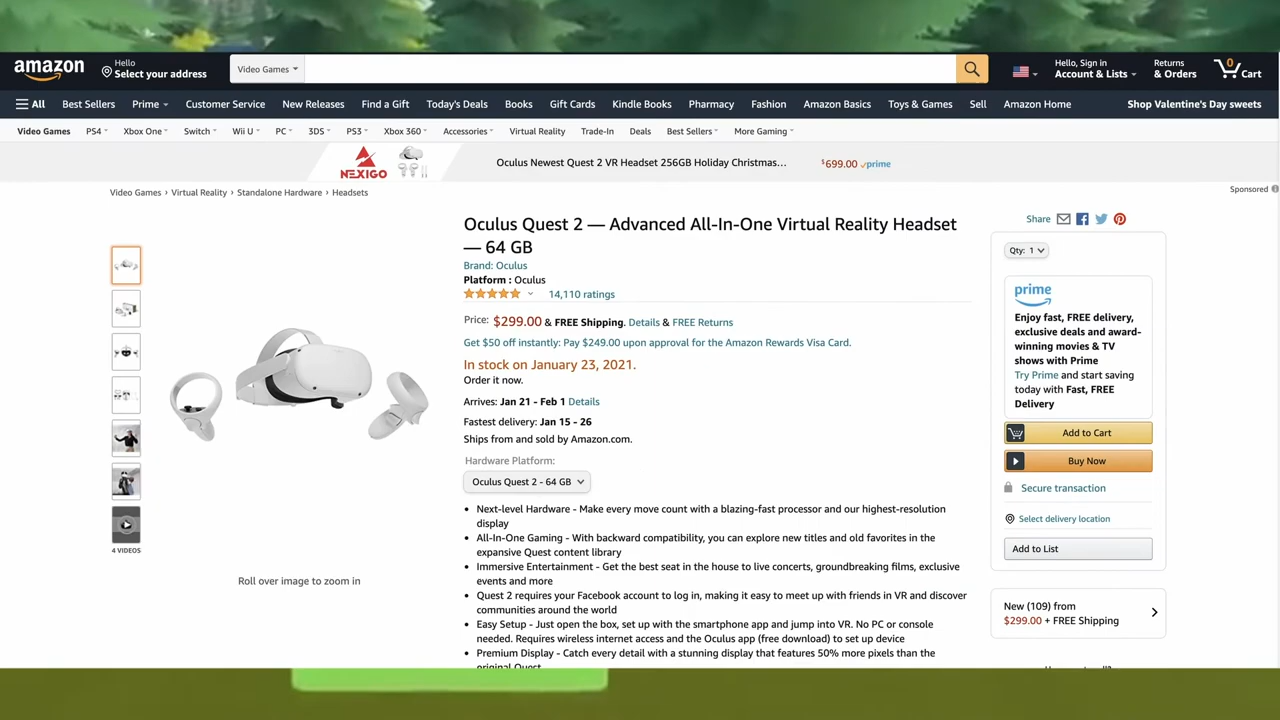 amazon
Hello
Select your address
Video Games
Hello, Sign in
Account & Lists
Returns
& Orders
0
Cart
All
Best Sellers
Prime
Customer Service
New Releases
Find a Gift
Today's Deals
Books
Gift Cards
Kindle Books
Pharmacy
Fashion
Amazon Basics
Toys & Games
Sell
Amazon Home
Shop Valentine's Day sweets
Video Games
PS4
Xbox One
Switch
Wii U
PC
3DS
PS3
Xbox 360
Accessories
Virtual Reality
Trade-In
Deals
Best Sellers
More Gaming
NEXIGO
Oculus Newest Quest 2 VR Headset 256GB Holiday Christmas...
$699.00 prime
Video Games › Virtual Reality › Standalone Hardware › Headsets
Sponsored
Oculus Quest 2 — Advanced All-In-One Virtual Reality Headset
— 64 GB
Brand: Oculus
Platform : Oculus
14,110 ratings
Price: $299.00 & FREE Shipping. Details & FREE Returns
Get $50 off instantly: Pay $249.00 upon approval for the Amazon Rewards Visa Card.
In stock on January 23, 2021.
Order it now.
Arrives: Jan 21 - Feb 1 Details
Fastest delivery: Jan 15 - 26
Ships from and sold by Amazon.com.
Hardware Platform:
Oculus Quest 2 - 64 GB
• Next-level Hardware - Make every move count with a blazing-fast processor and our highest-resolution
display
• All-In-One Gaming - With backward compatibility, you can explore new titles and old favorites in the
expansive Quest content library
• Immersive Entertainment - Get the best seat in the house to live concerts, groundbreaking films, exclusive
events and more
• Quest 2 requires your Facebook account to log in, making it easy to meet up with friends in VR and discover
communities around the world
• Easy Setup - Just open the box, set up with the smartphone app and jump into VR. No PC or console
needed. Requires wireless internet access and the Oculus app (free download) to set up device
• Premium Display - Catch every detail with a stunning display that features 50% more pixels than the
original Quest
4 VIDEOS
Roll over image to zoom in
Share
Qty: 1
prime
Enjoy fast, FREE delivery,
exclusive deals and award-
winning movies & TV
shows with Prime
Try Prime and start saving
today with Fast, FREE
Delivery
Add to Cart
Buy Now
Secure transaction
Select delivery location
Add to List
New (109) from
$299.00 + FREE Shipping